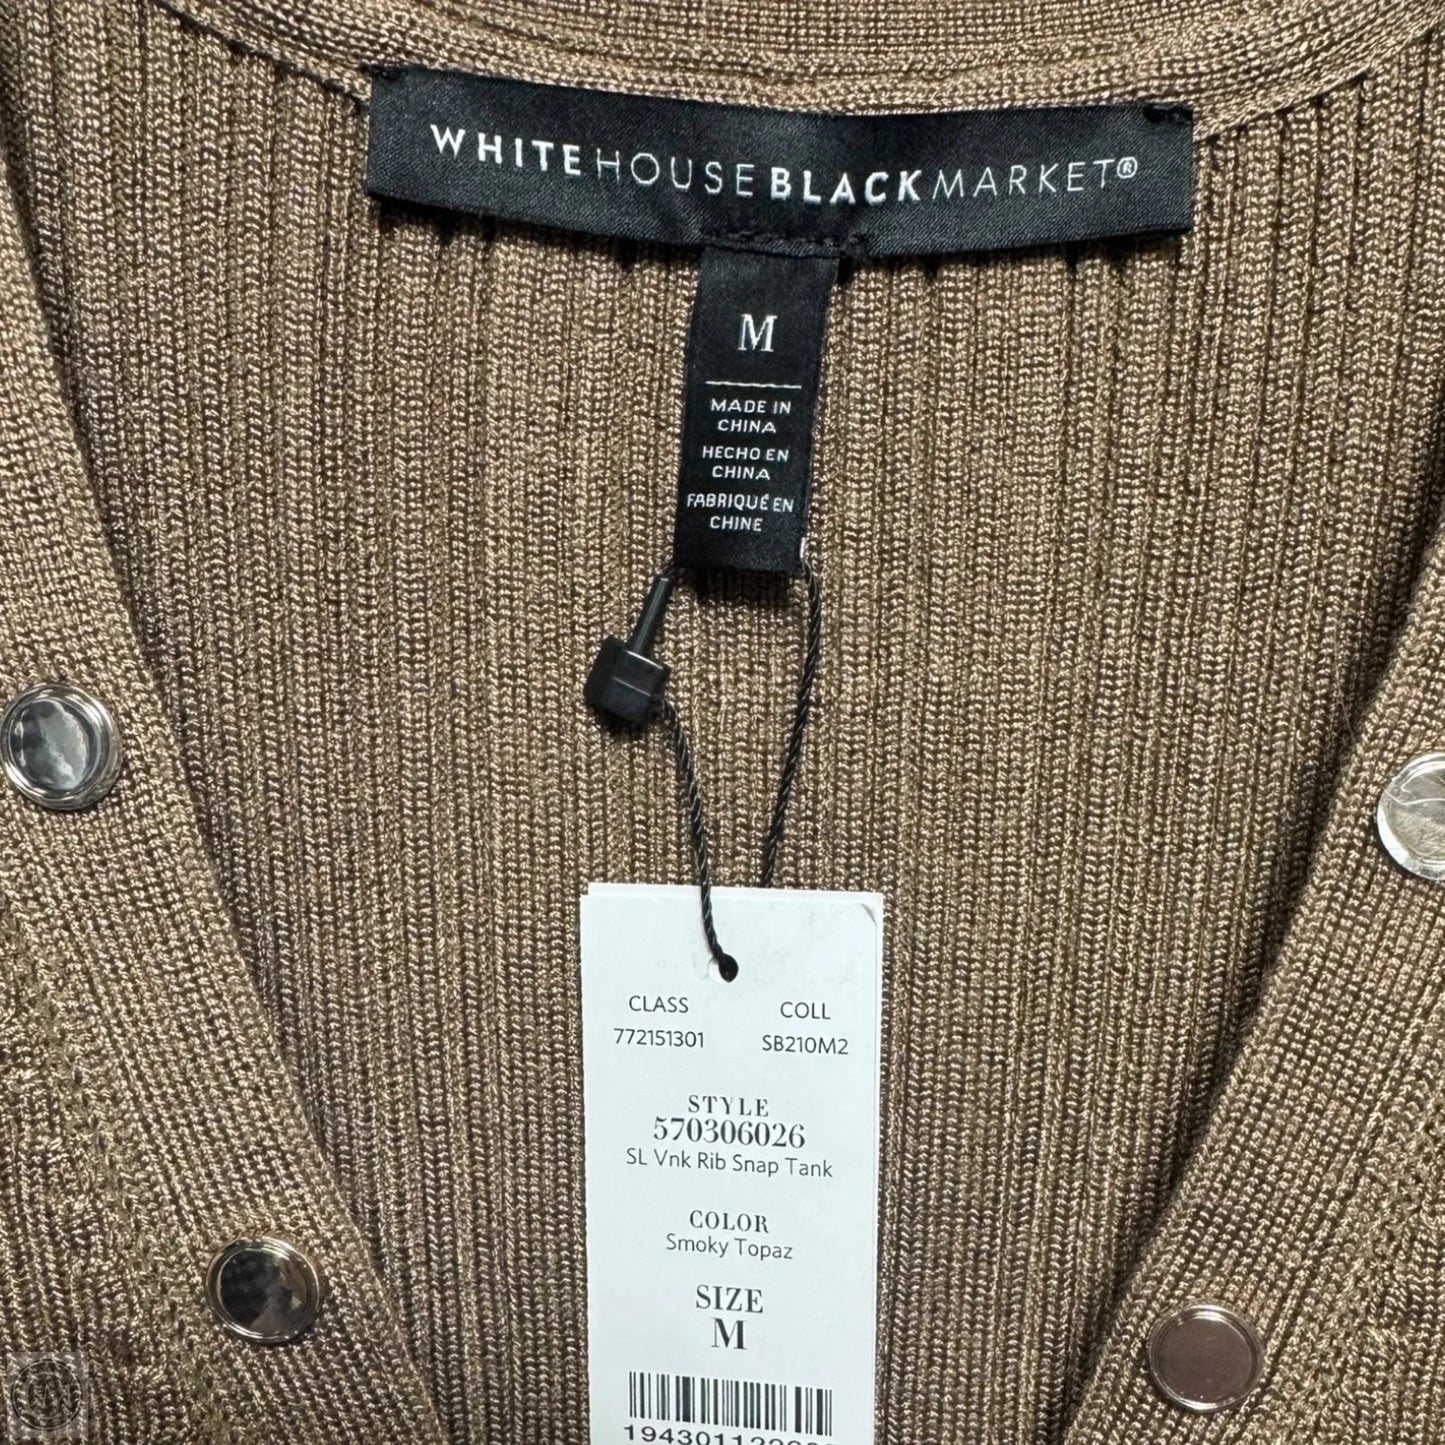 WHITEHOUSEBLACKMARKET®
M
MADE IN
CHINA
HECHO EN
CHINA
FABRIQUÉ EN
CHINE
CLASS COLL
772151301 SB210M2
STYLE
570306026
SL Vnk Rib Snap Tank
COLOR
Smoky Topaz
SIZE
M